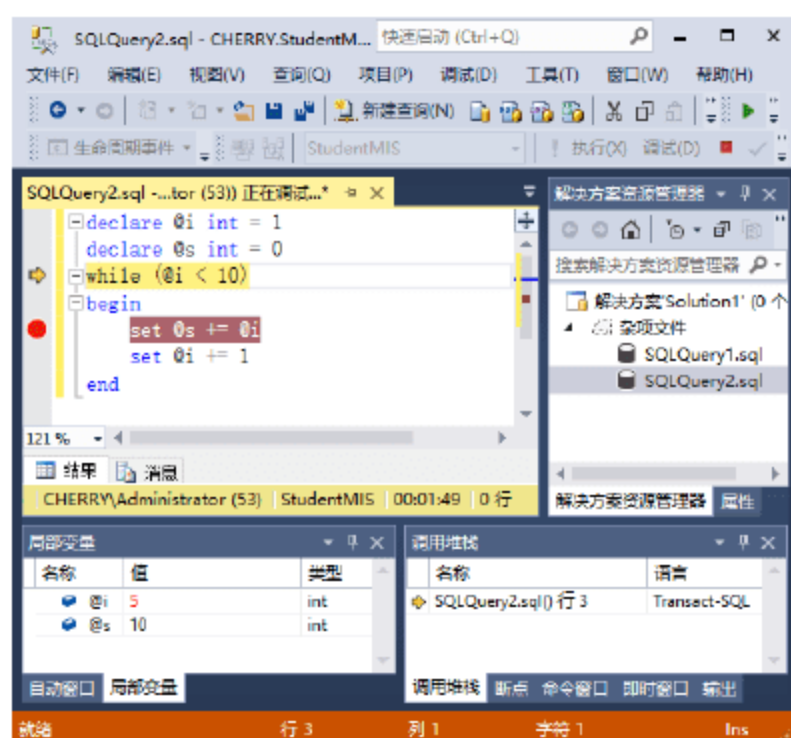 SQLQuery2.sql - CHERRY.StudentM... 快速启动 (Ctrl+Q)
文件(F) 编辑(E) 视图(V) 查询(Q) 项目(P) 调试(D) 工具(T) 窗口(W) 帮助(H)
新建查询(N)
生命周期事件 StudentMIS 执行(X) 调试(D)
SQLQuery2.sql -...tor (53)) 正在调试...*
declare @i int = 1
declare @s int = 0
while (@i < 10)
begin
set @s += @i
set @i += 1
end
121 %
结果 消息
CHERRY\Administrator (53) StudentMIS 00:01:49 0 行
解决方案资源管理器
搜索解决方案资源管理器
解决方案'Solution1' (0 个
杂项文件
SQLQuery1.sql
SQLQuery2.sql
解决方案资源管理器 属性
局部变量
名称 值 类型
@i 5 int
@s 10 int
自动窗口 局部变量
调用堆栈
名称 语言
SQLQuery2.sql() 行 3 Transact-SQL
调用堆栈 断点 命令窗口 即时窗口 输出
就绪 行 3 列 1 字符 1 Ins